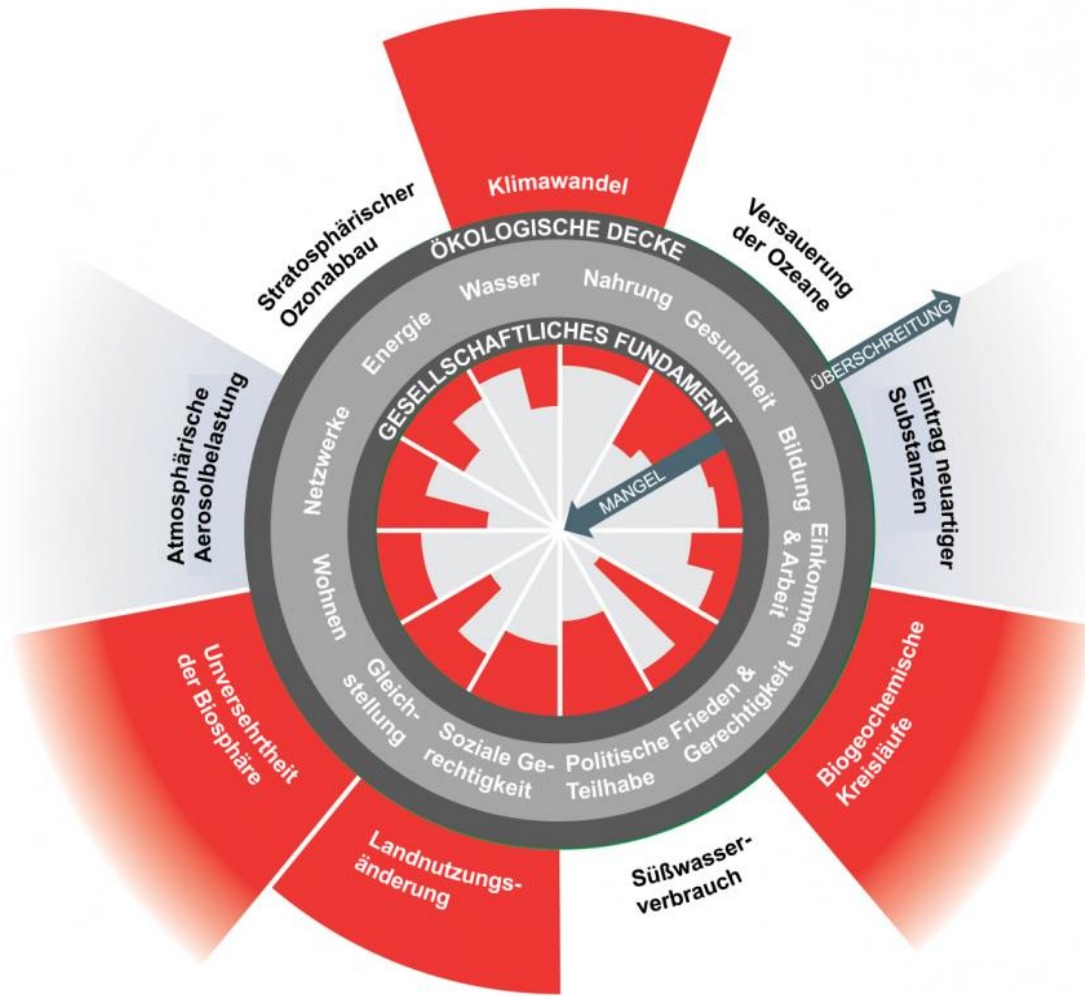 Klimawandel
Versauerung
der Ozeane
Eintrag neuartiger
Substanzen
Biogeochemische
Kreisläufe
Süßwasser-
verbrauch
Landnutzungs-
änderung
Unversehrtheit
der Biosphäre
Atmosphärische
Aerosolbelastung
Stratosphärischer
Ozonabbau
ÜBERSCHREITUNG
ÖKOLOGISCHE DECKE
Wasser
Nahrung
Gesundheit
Bildung
Einkommen
& Arbeit
Frieden &
Gerechtigkeit
Politische
Teilhabe
Soziale Ge-
rechtigkeit
Gleich-
stellung
Wohnen
Netzwerke
Energie
GESELLSCHAFTLICHES FUNDAMENT
MANGEL